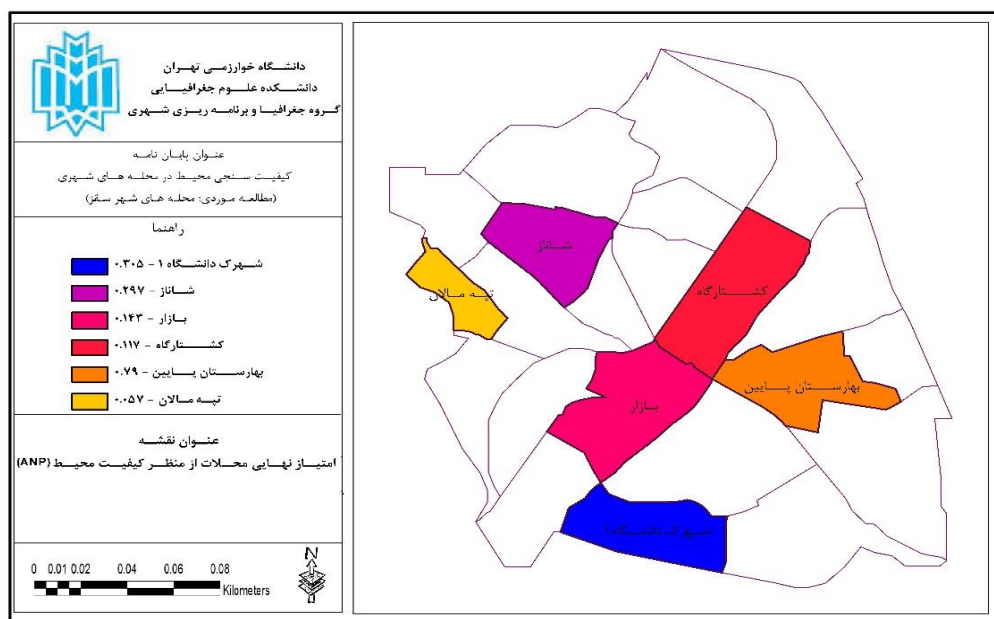 دانشگاه خوارزمی تهران
دانشکده علوم جغرافیایی
گروه جغرافیا و برنامه ریزی شهری
عنوان پایان نامه
کیفیت سنجی محیط در محله های شهری
(مطالعه موردی: محله های شهر سقز)
راهنما
شهرک دانشگاه ۱ - ۰.۳۰۵
شاناز - ۰.۲۹۷
بازار - ۰.۱۴۳
کشتارگاه - ۰.۱۱۷
بهارستان پایین - ۰.۷۹
تپه مالان - ۰.۰۵۷
عنوان نقشه
امتیاز نهایی محلات از منظر کیفیت محیط (ANP)
N
0 0.01 0.02 0.04 0.06 0.08
Kilometers
شاناز
تپه مالان
کشتارگاه
بهارستان پایین
بازار
شهرک دانشگاه۱